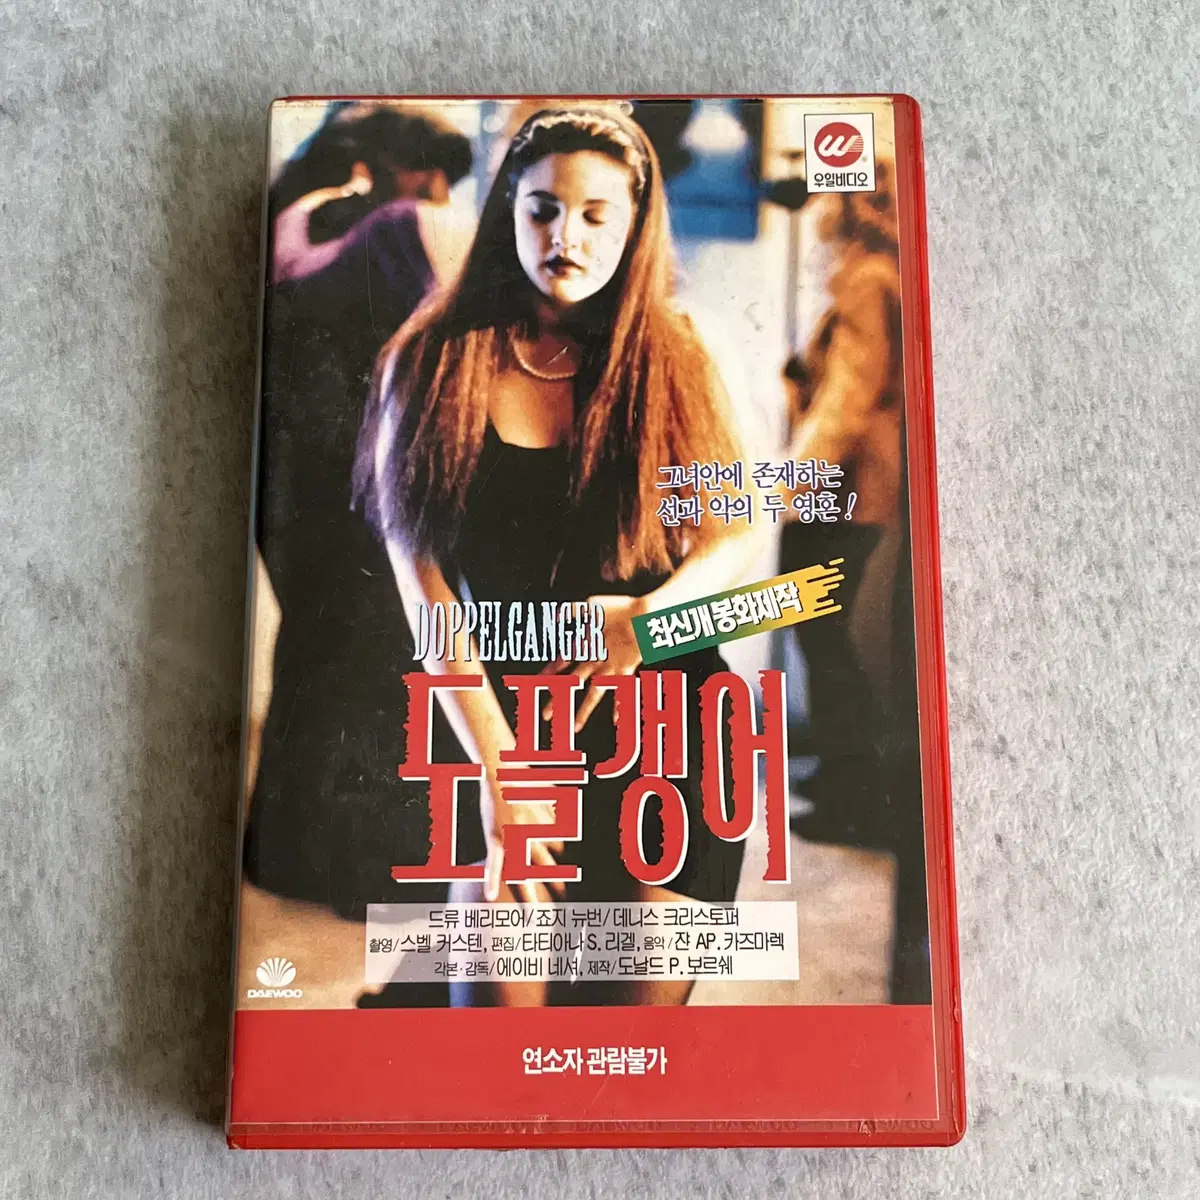 우일비디오
그녀안에 존재하는
선과 악의 두 영혼!
최신개봉화제작
DOPPELGANGER
도플갱어
드류 베리모어/죠지 뉴번/데니스 크리스토퍼
촬영/스벨 커스텐, 편집/타티아나 S. 리겔, 음악/쟌 AP. 카즈마렉
각본·감독/에이비 네셔, 제작/도날드 P. 보르쉐
DAEWOO
연소자 관람불가